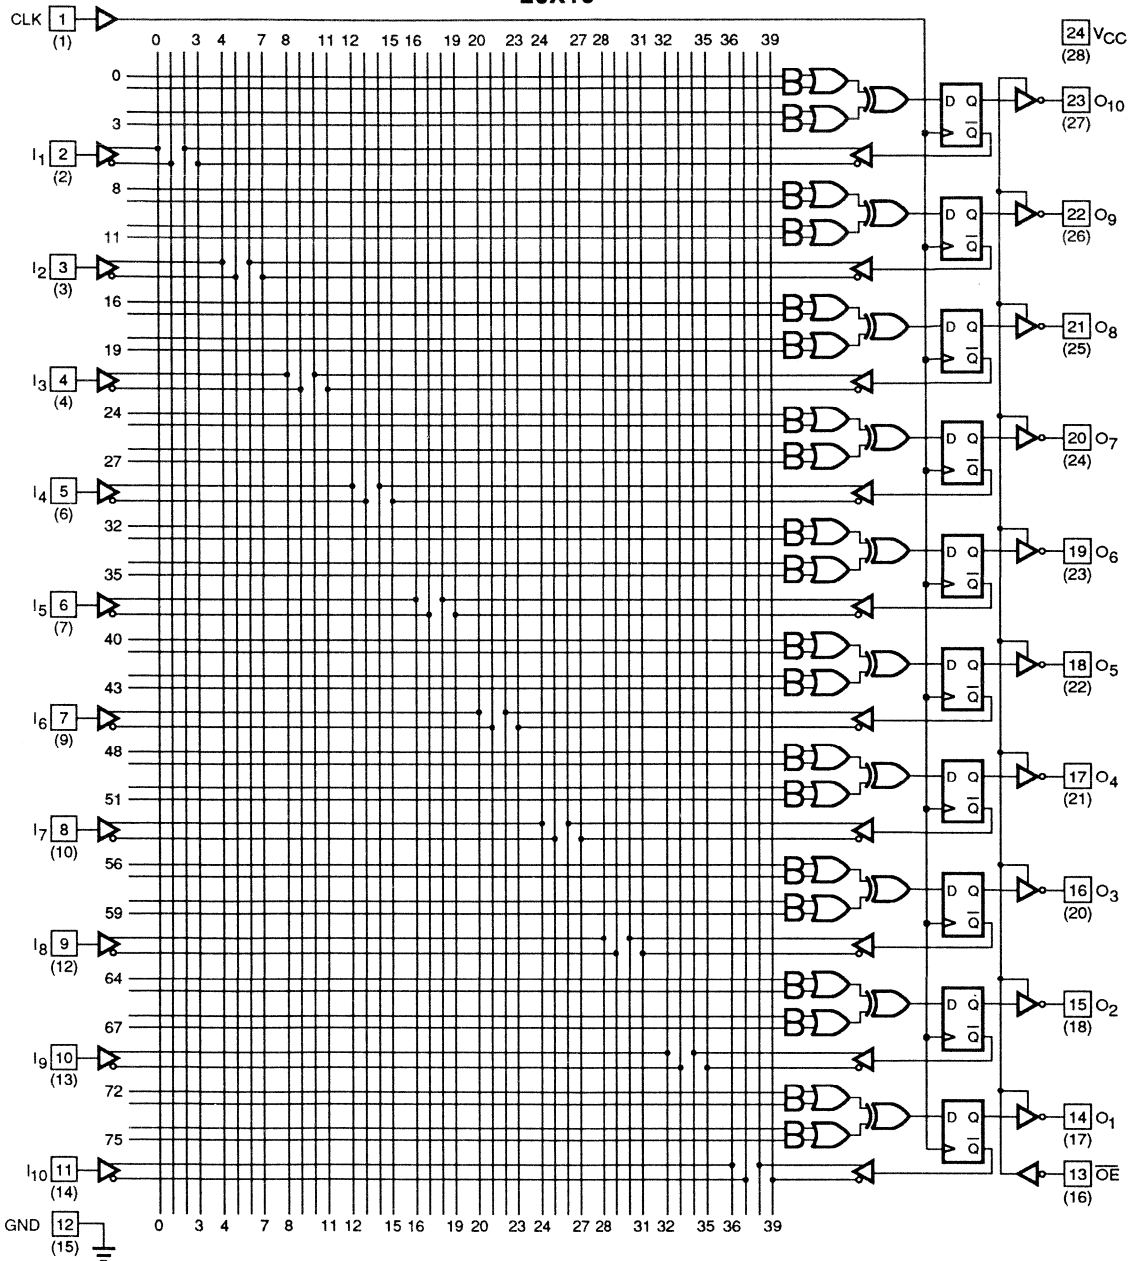 CLK 1 (1)
0 3 4 7 8 11 12 15 16 19 20 23 24 27 28 31 32 35 36 39
24 VCC (28)
0
3
D Q Q̅
23 O10 (27)
I1 2 (2)
8
11
D Q Q̅
22 O9 (26)
I2 3 (3)
16
19
D Q Q̅
21 O8 (25)
I3 4 (4)
24
27
D Q Q̅
20 O7 (24)
I4 5 (6)
32
35
D Q Q̅
19 O6 (23)
I5 6 (7)
40
43
D Q Q̅
18 O5 (22)
I6 7 (9)
48
51
D Q Q̅
17 O4 (21)
I7 8 (10)
56
59
D Q Q̅
16 O3 (20)
I8 9 (12)
64
67
D Q Q̅
15 O2 (18)
I9 10 (13)
72
75
D Q Q̅
14 O1 (17)
I10 11 (14)
13 O̅E̅ (16)
GND 12 (15)
0 3 4 7 8 11 12 15 16 19 20 23 24 27 28 31 32 35 36 39